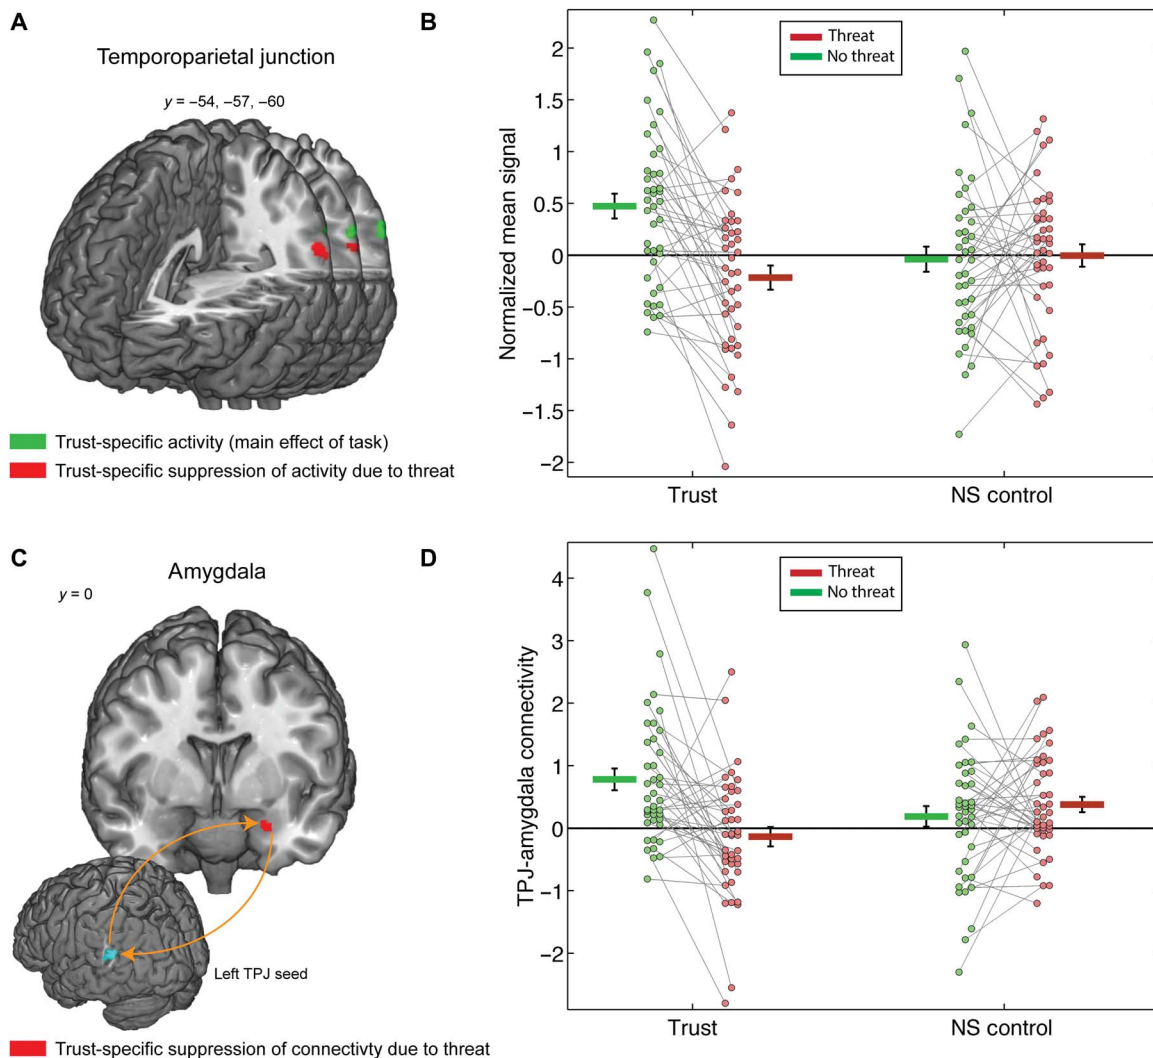 A
Temporoparietal junction
y = −54, −57, −60
Trust-specific activity (main effect of task)
Trust-specific suppression of activity due to threat
B
Threat
No threat
Normalized mean signal
2
1.5
1
0.5
0
−0.5
−1
−1.5
−2
Trust
NS control
C
Amygdala
y = 0
Left TPJ seed
Trust-specific suppression of connectivty due to threat
D
Threat
No threat
TPJ-amygdala connectivity
4
3
2
1
0
−1
−2
Trust
NS control